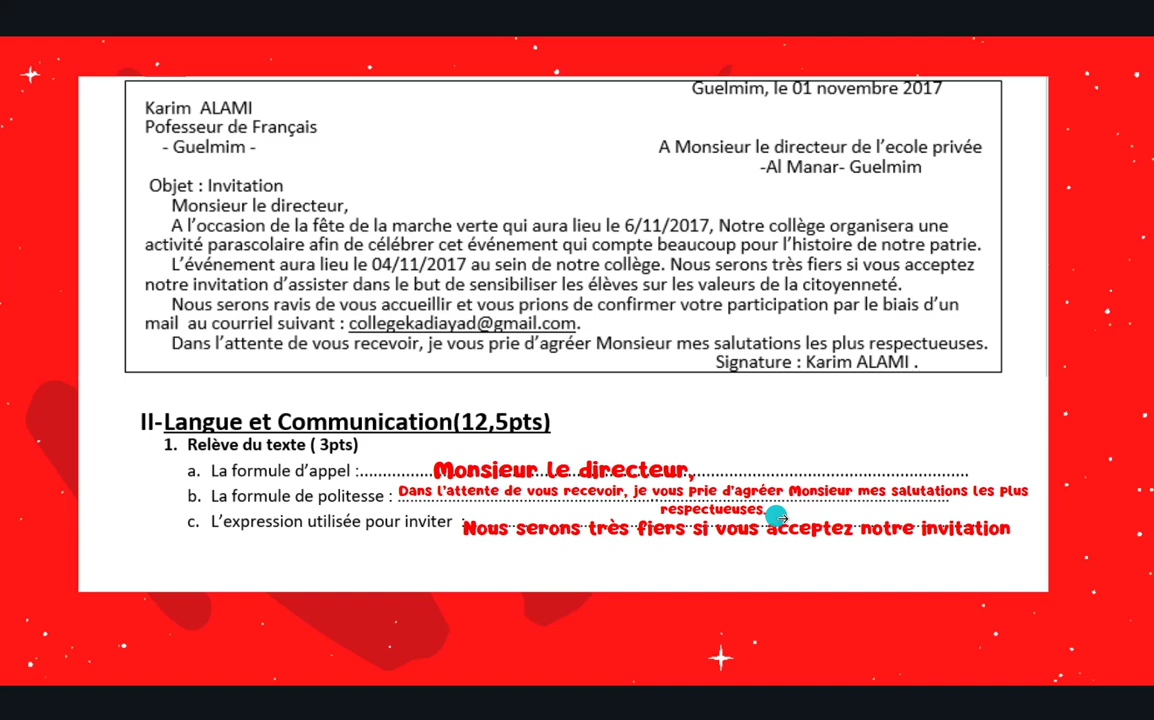 Guelmim, le 01 novembre 2017
Karim ALAMI
Pofesseur de Français
- Guelmim -
A Monsieur le directeur de l’ecole privée
-Al Manar- Guelmim
Objet : Invitation
Monsieur le directeur,
A l’occasion de la fête de la marche verte qui aura lieu le 6/11/2017, Notre collège organisera une
activité parascolaire afin de célébrer cet événement qui compte beaucoup pour l’histoire de notre patrie.
L’événement aura lieu le 04/11/2017 au sein de notre collège. Nous serons très fiers si vous acceptez
notre invitation d’assister dans le but de sensibiliser les élèves sur les valeurs de la citoyenneté.
Nous serons ravis de vous accueillir et vous prions de confirmer votre participation par le biais d’un
mail au courriel suivant : collegekadiayad@gmail.com.
Dans l’attente de vous recevoir, je vous prie d’agréer Monsieur mes salutations les plus respectueuses.
Signature : Karim ALAMI .
II-Langue et Communication(12,5pts)
1. Relève du texte ( 3pts)
a. La formule d’appel :...............Monsieur le directeur,...............
b. La formule de politesse : Dans l’attente de vous recevoir, je vous prie d’agréer Monsieur mes salutations les plus
respectueuses.
c. L’expression utilisée pour inviter : Nous serons très fiers si vous acceptez notre invitation